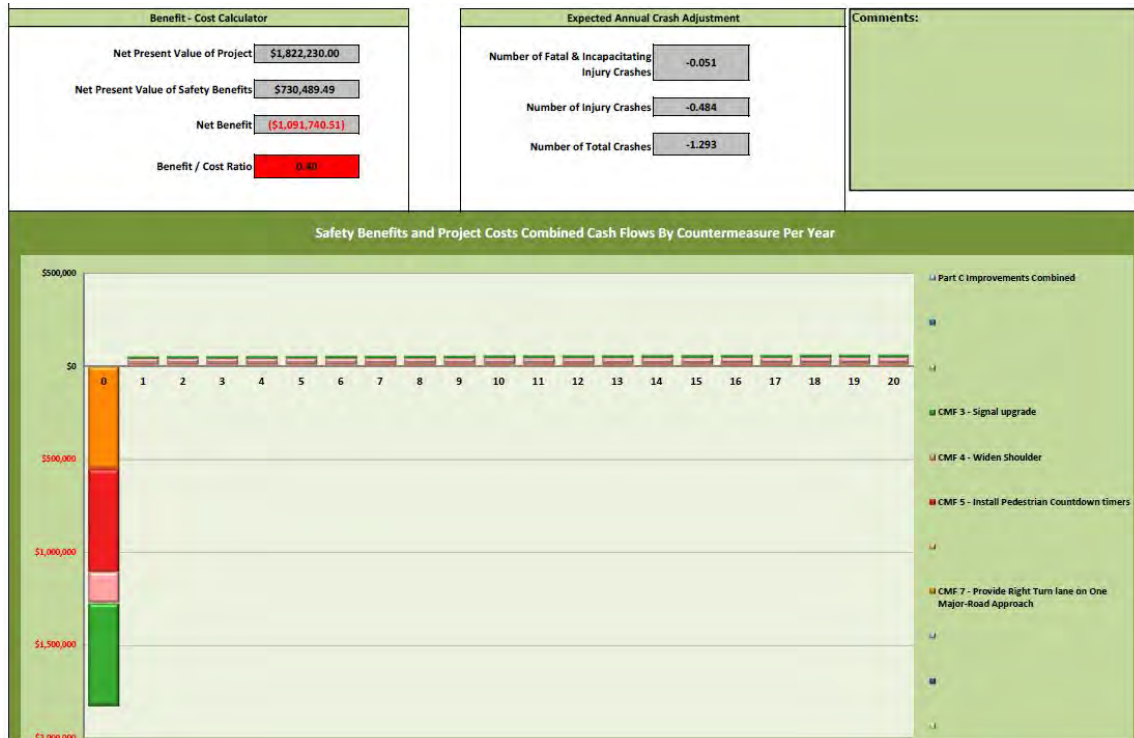 Benefit - Cost Calculator
Net Present Value of Project $1,822,230.00
Net Present Value of Safety Benefits $730,489.49
Net Benefit ($1,091,740.51)
Benefit / Cost Ratio 0.40
Expected Annual Crash Adjustment
Number of Fatal & Incapacitating
Injury Crashes -0.051
Number of Injury Crashes -0.484
Number of Total Crashes -1.293
Comments:
Safety Benefits and Project Costs Combined Cash Flows By Countermeasure Per Year
$500,000
$0
0 1 2 3 4 5 6 7 8 9 10 11 12 13 14 15 16 17 18 19 20
$500,000
$1,000,000
$1,500,000
$2,000,000
Part C Improvements Combined
CMF 3 - Signal upgrade
CMF 4 - Widen Shoulder
CMF 5 - Install Pedestrian Countdown timers
CMF 7 - Provide Right Turn lane on One
Major-Road Approach